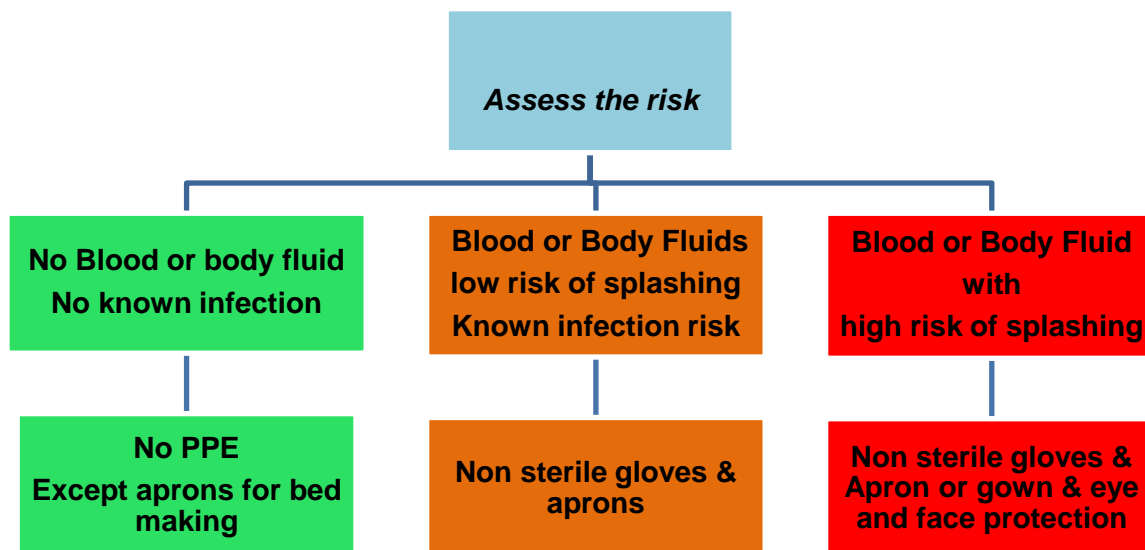 Assess the risk
No Blood or body fluid
No known infection
Blood or Body Fluids
low risk of splashing
Known infection risk
Blood or Body Fluid
with
high risk of splashing
No PPE
Except aprons for bed
making
Non sterile gloves &
aprons
Non sterile gloves &
Apron or gown & eye
and face protection